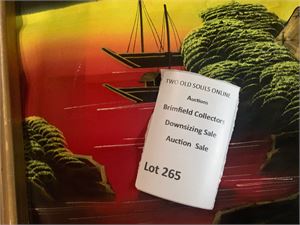 TWO OLD SOULS ONLINE
Auctions
Brimfield Collectors
Downsizing Sale
Auction Sale
Lot 265